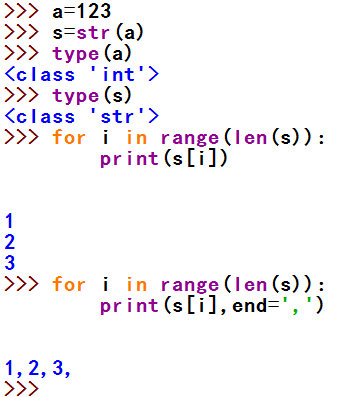 >>> a=123
>>> s=str(a)
>>> type(a)
<class 'int'>
>>> type(s)
<class 'str'>
>>> for i in range(len(s)):
        print(s[i])
1
2
3
>>> for i in range(len(s)):
        print(s[i],end=',')
1,2,3,
>>>